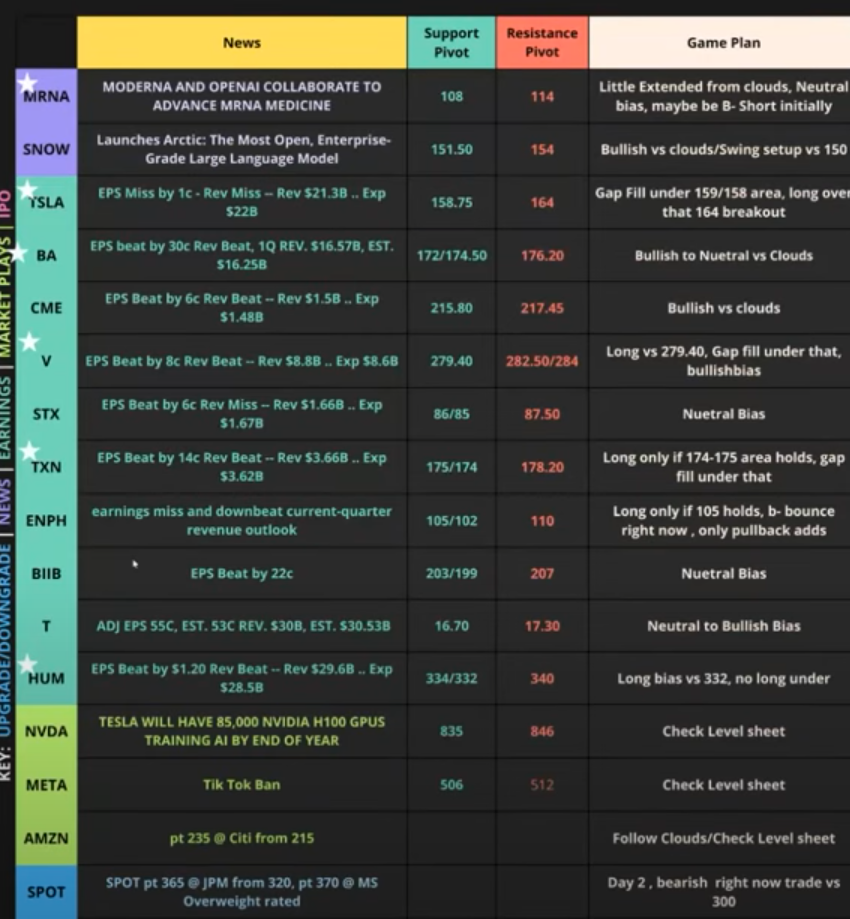 News
Support
Pivot
Resistance
Pivot
Game Plan
MRNA
MODERNA AND OPENAI COLLABORATE TO
ADVANCE MRNA MEDICINE
108
114
Little Extended from clouds, Neutral
bias, maybe be B- Short initially
SNOW
Launches Arctic: The Most Open, Enterprise-
Grade Large Language Model
151.50
154
Bullish vs clouds/Swing setup vs 150
TSLA
EPS Miss by 1c - Rev Miss -- Rev $21.3B .. Exp
$22B
158.75
164
Gap Fill under 159/158 area, long over
that 164 breakout
BA
EPS beat by 30c Rev Beat, 1Q REV. $16.57B, EST.
$16.25B
172/174.50
176.20
Bullish to Nuetral vs Clouds
CME
EPS Beat by 6c Rev Beat -- Rev $1.5B .. Exp
$1.48B
215.80
217.45
Bullish vs clouds
V
EPS Beat by 8c Rev Beat -- Rev $8.8B .. Exp $8.6B
279.40
282.50/284
Long vs 279.40, Gap fill under that,
bullishbias
STX
EPS Beat by 6c Rev Miss -- Rev $1.66B .. Exp
$1.67B
86/85
87.50
Nuetral Bias
TXN
EPS Beat by 14c Rev Beat -- Rev $3.66B .. Exp
$3.62B
175/174
178.20
Long only if 174-175 area holds, gap
fill under that
ENPH
earnings miss and downbeat current-quarter
revenue outlook
105/102
110
Long only if 105 holds, b- bounce
right now , only pullback adds
BIIB
EPS Beat by 22c
203/199
207
Nuetral Bias
T
ADJ EPS 55C, EST. 53C REV. $30B, EST. $30.53B
16.70
17.30
Neutral to Bullish Bias
HUM
EPS Beat by $1.20 Rev Beat -- Rev $29.6B .. Exp
$28.5B
334/332
340
Long bias vs 332, no long under
NVDA
TESLA WILL HAVE 85,000 NVIDIA H100 GPUS
TRAINING AI BY END OF YEAR
835
846
Check Level sheet
META
Tik Tok Ban
506
512
Check Level sheet
AMZN
pt 235 @ Citi from 215
Follow Clouds/Check Level sheet
SPOT
SPOT pt 365 @ JPM from 320, pt 370 @ MS
Overweight rated
Day 2 , bearish right now trade vs
300
KEY: UPGRADE/DOWNGRADE | NEWS | EARNINGS | MARKET PLAYS | IPO